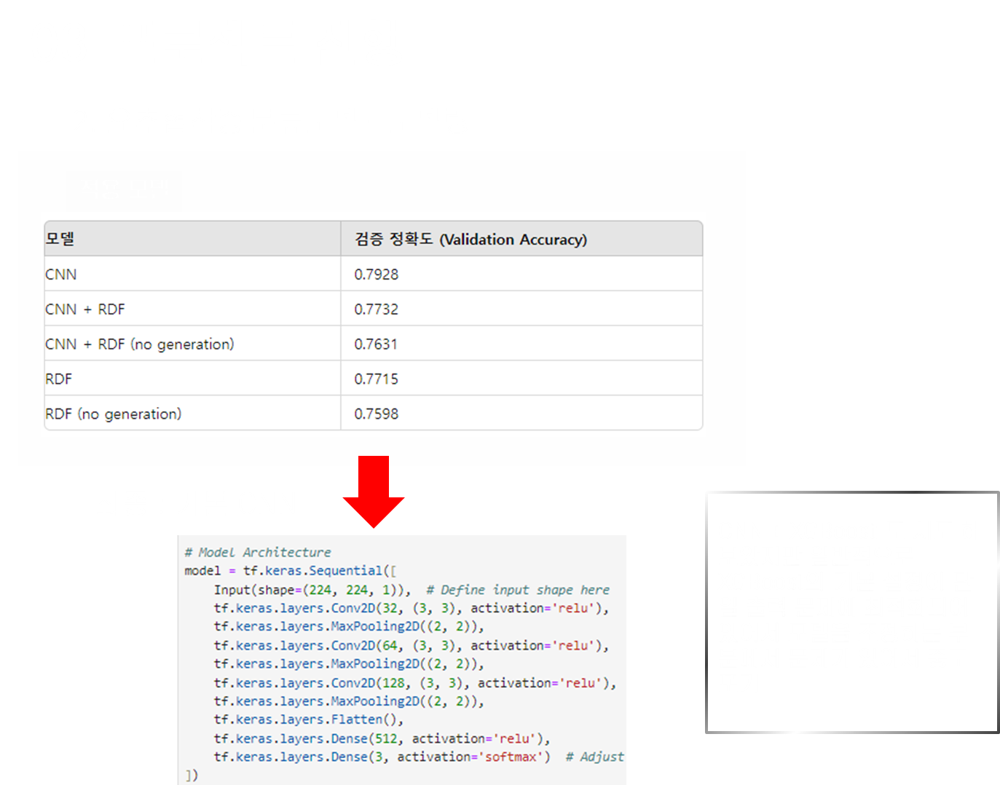 모델 검증 정확도 (Validation Accuracy)
CNN 0.7928
CNN + RDF 0.7732
CNN + RDF (no generation) 0.7631
RDF 0.7715
RDF (no generation) 0.7598
# Model Architecture
model = tf.keras.Sequential([
    Input(shape=(224, 224, 1)),  # Define input shape here
    tf.keras.layers.Conv2D(32, (3, 3), activation='relu'),
    tf.keras.layers.MaxPooling2D((2, 2)),
    tf.keras.layers.Conv2D(64, (3, 3), activation='relu'),
    tf.keras.layers.MaxPooling2D((2, 2)),
    tf.keras.layers.Conv2D(128, (3, 3), activation='relu'),
    tf.keras.layers.MaxPooling2D((2, 2)),
    tf.keras.layers.Flatten(),
    tf.keras.layers.Dense(512, activation='relu'),
    tf.keras.layers.Dense(3, activation='softmax')  # Adjust
])